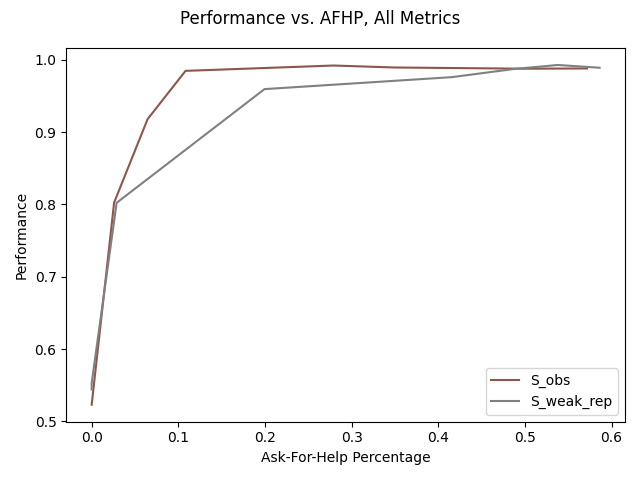 Performance vs. AFHP, All Metrics
1.0
0.9
0.8
0.7
0.6
0.5
Performance
0.0
0.1
0.2
0.3
0.4
0.5
0.6
Ask-For-Help Percentage
S_obs
S_weak_rep